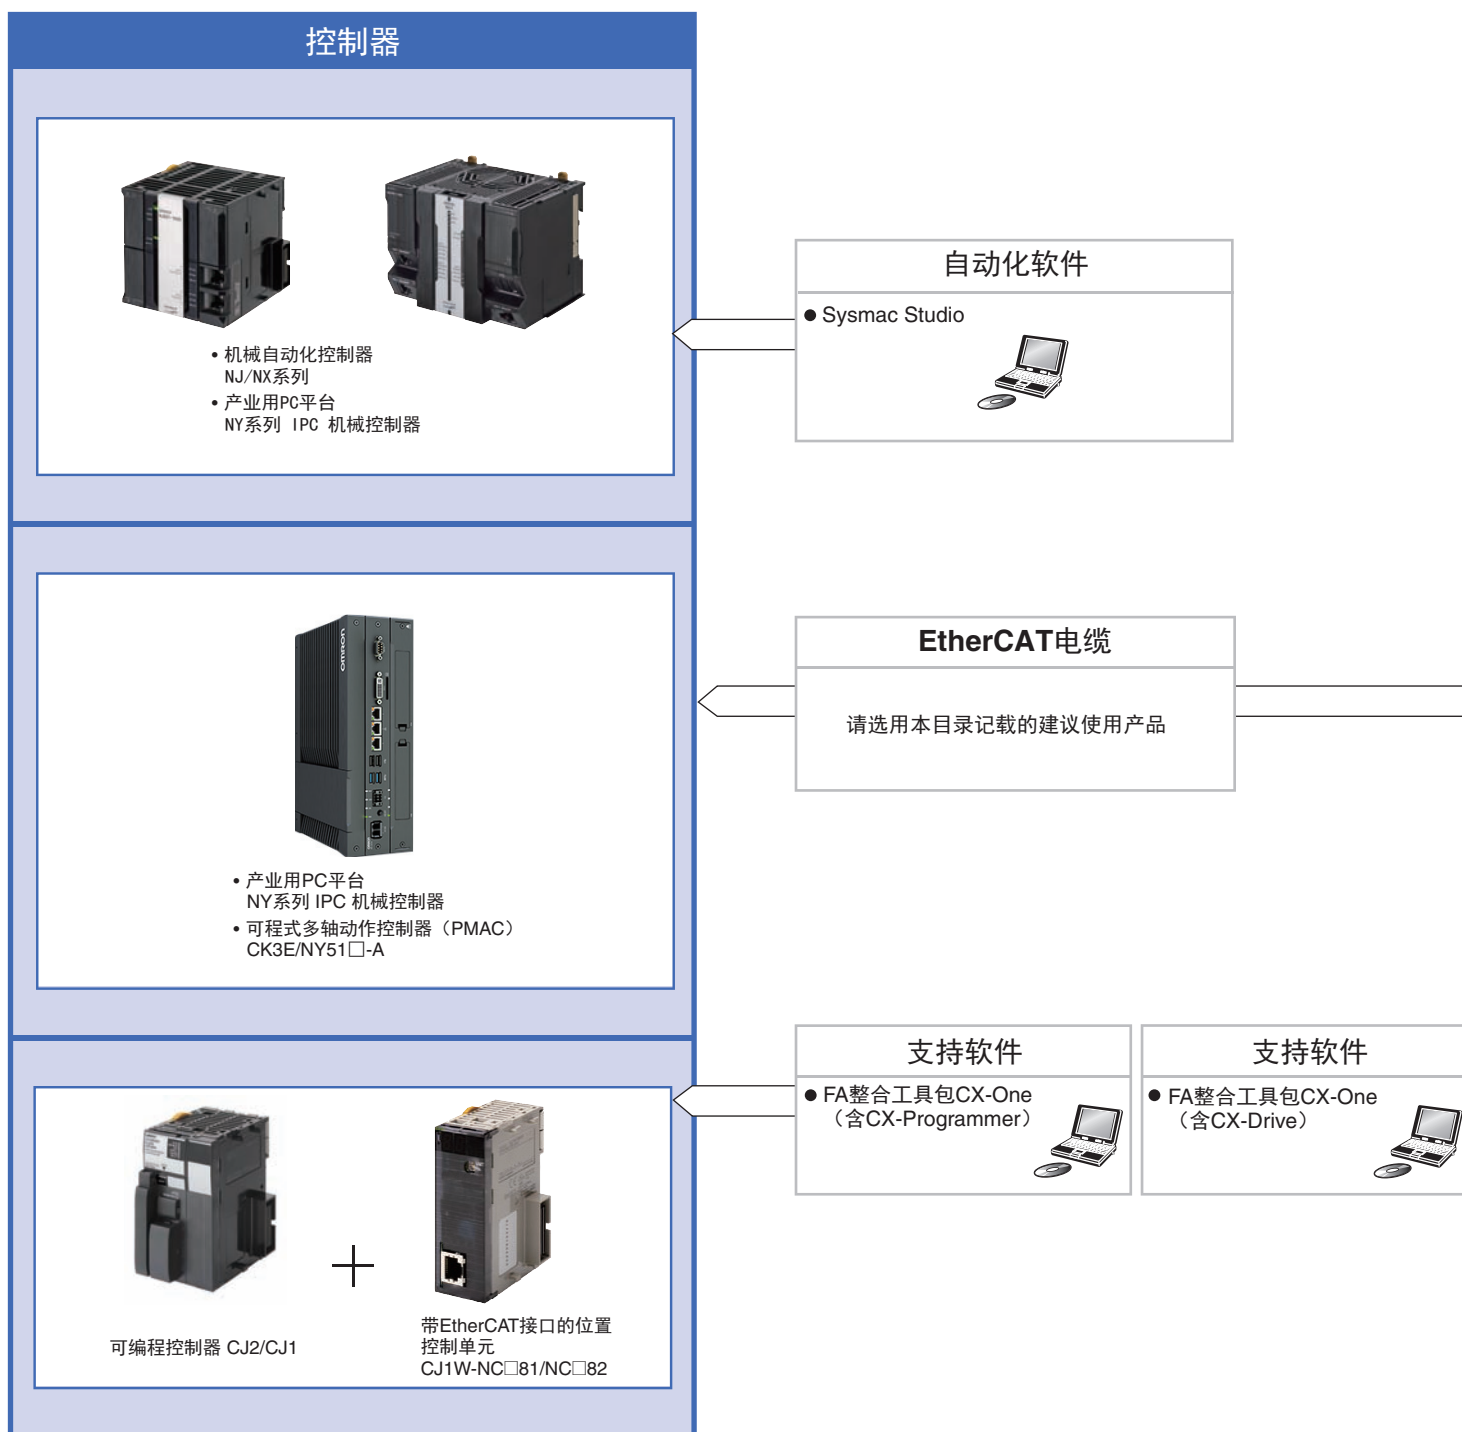 控制器
• 机械自动化控制器
NJ/NX系列
• 产业用PC平台
NY系列 IPC 机械控制器
自动化软件
● Sysmac Studio
omron
• 产业用PC平台
NY系列 IPC 机械控制器
• 可程式多轴动作控制器（PMAC）
CK3E/NY51□-A
EtherCAT电缆
请选用本目录记载的建议使用产品
支持软件
● FA整合工具包CX-One
（含CX-Programmer）
支持软件
● FA整合工具包CX-One
（含CX-Drive）
+
可编程控制器 CJ2/CJ1
带EtherCAT接口的位置
控制单元
CJ1W-NC□81/NC□82